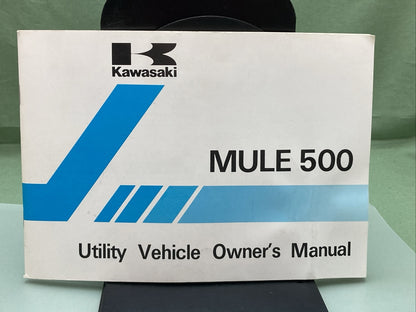 Kawasaki
MULE 500
Utility Vehicle Owner's Manual